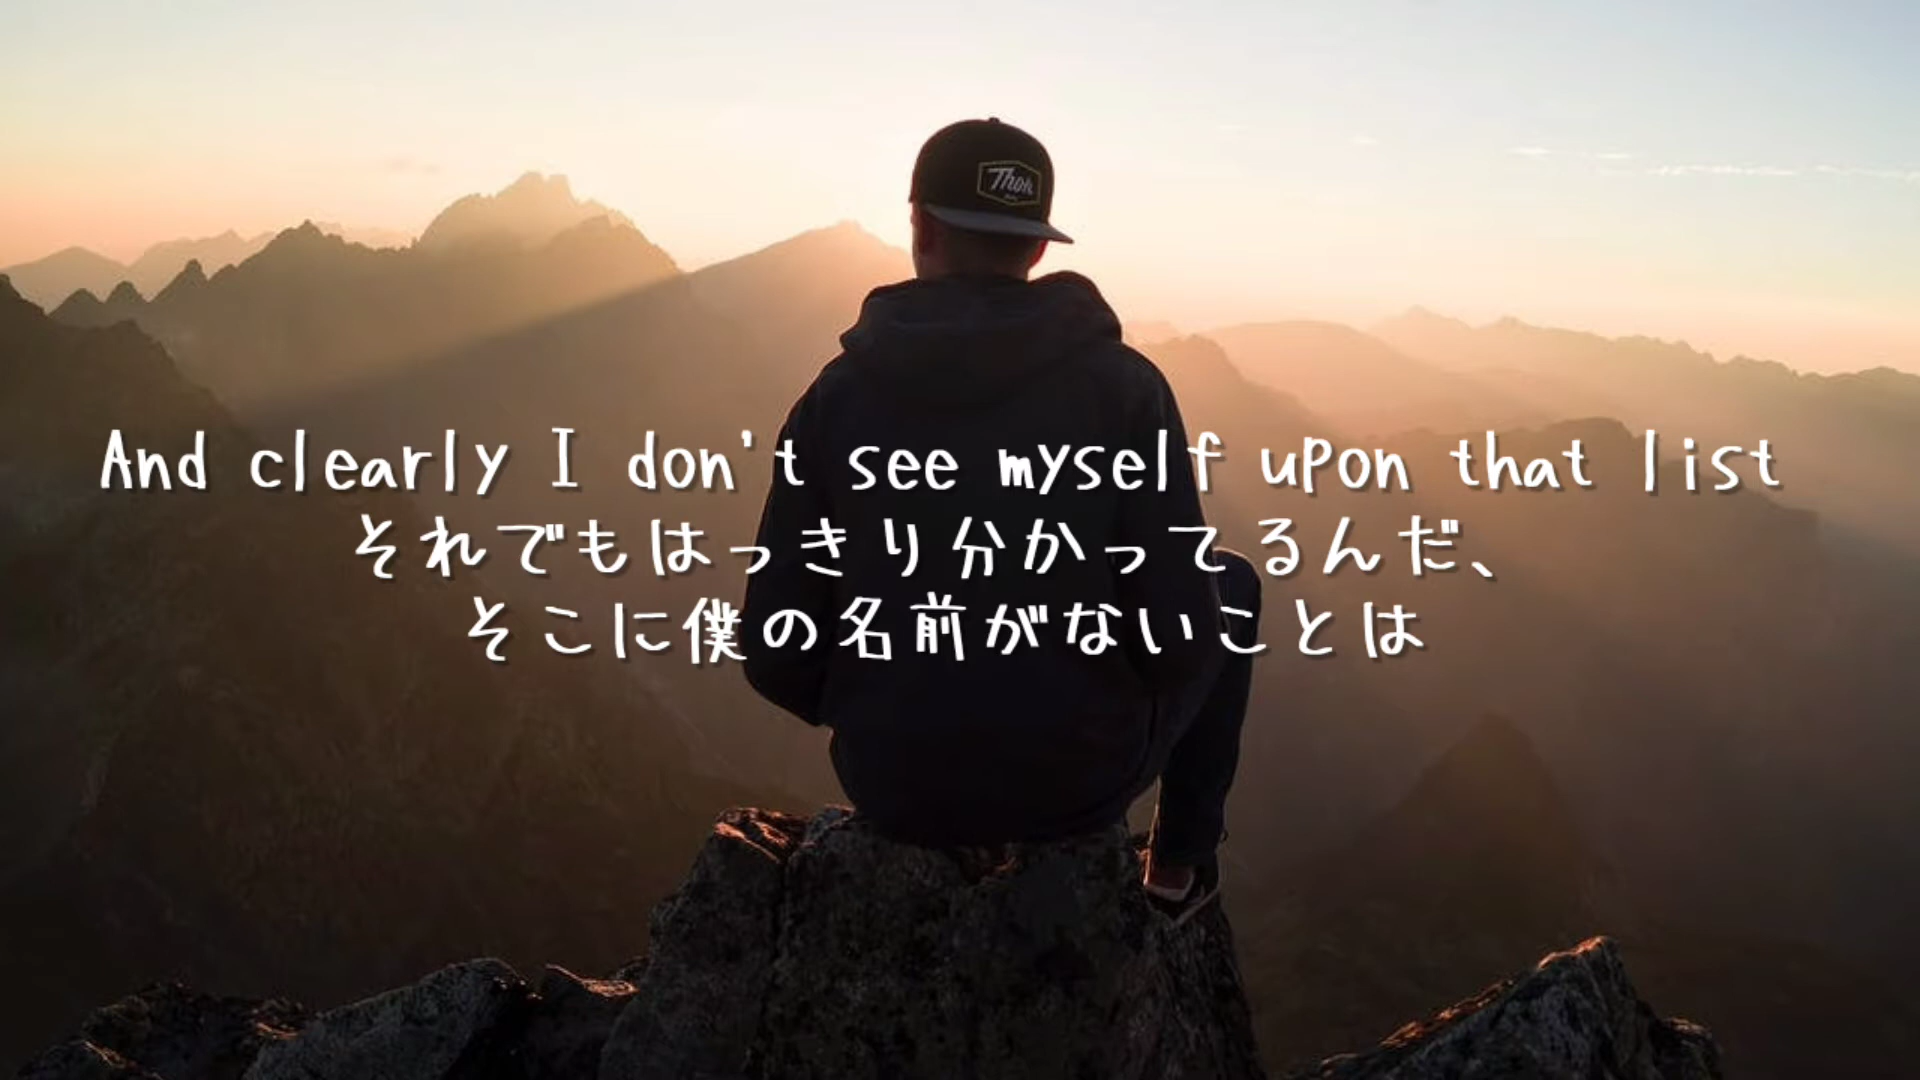 Thor
And clearly I don't see myself upon that list
それでもはっきり分かってるんだ、
そこに僕の名前がないことは